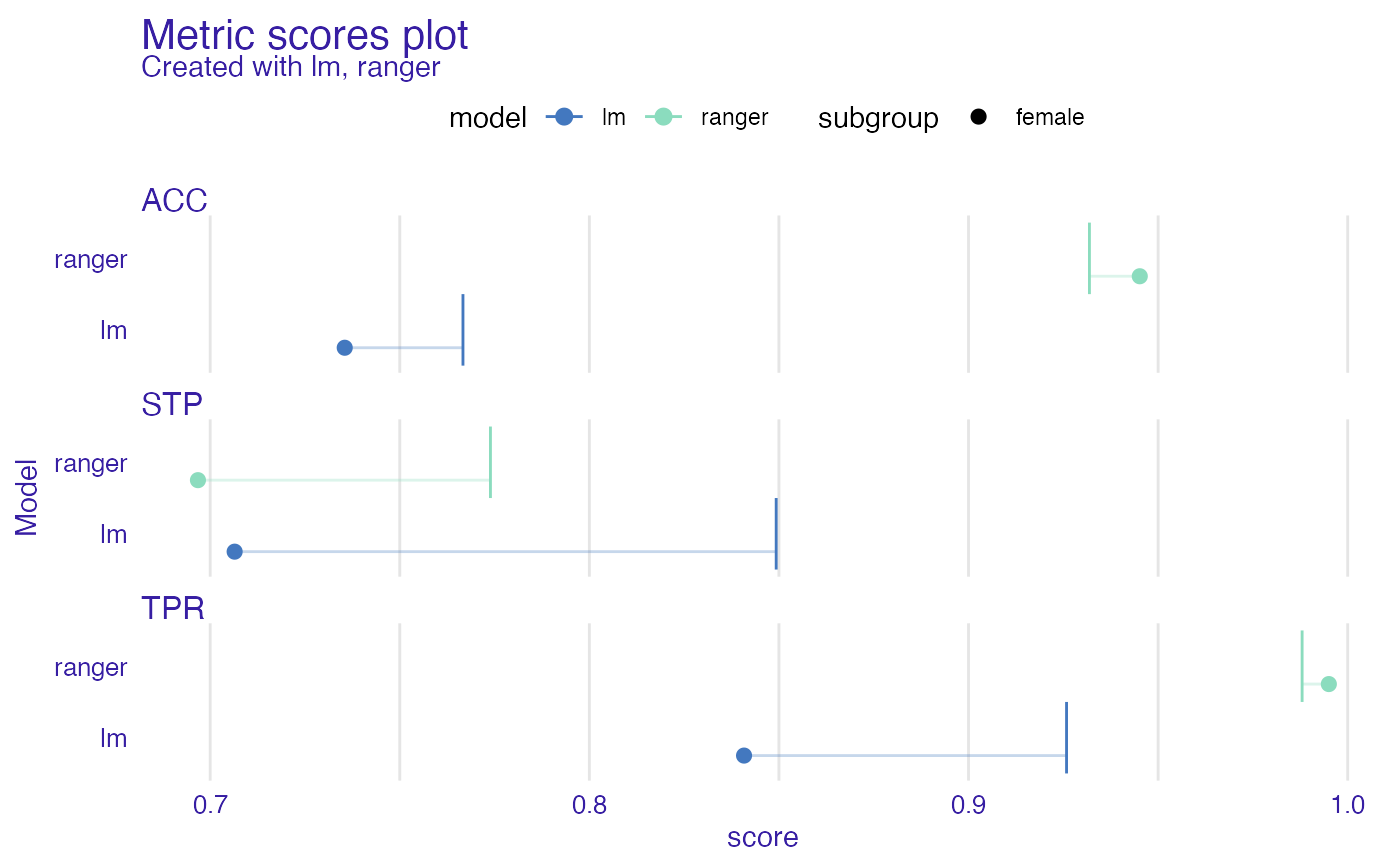 Metric scores plot
Created with lm, ranger
model lm ranger subgroup female
ACC
ranger
lm
STP
ranger
lm
TPR
ranger
lm
Model
0.7 0.8 0.9 1.0
score